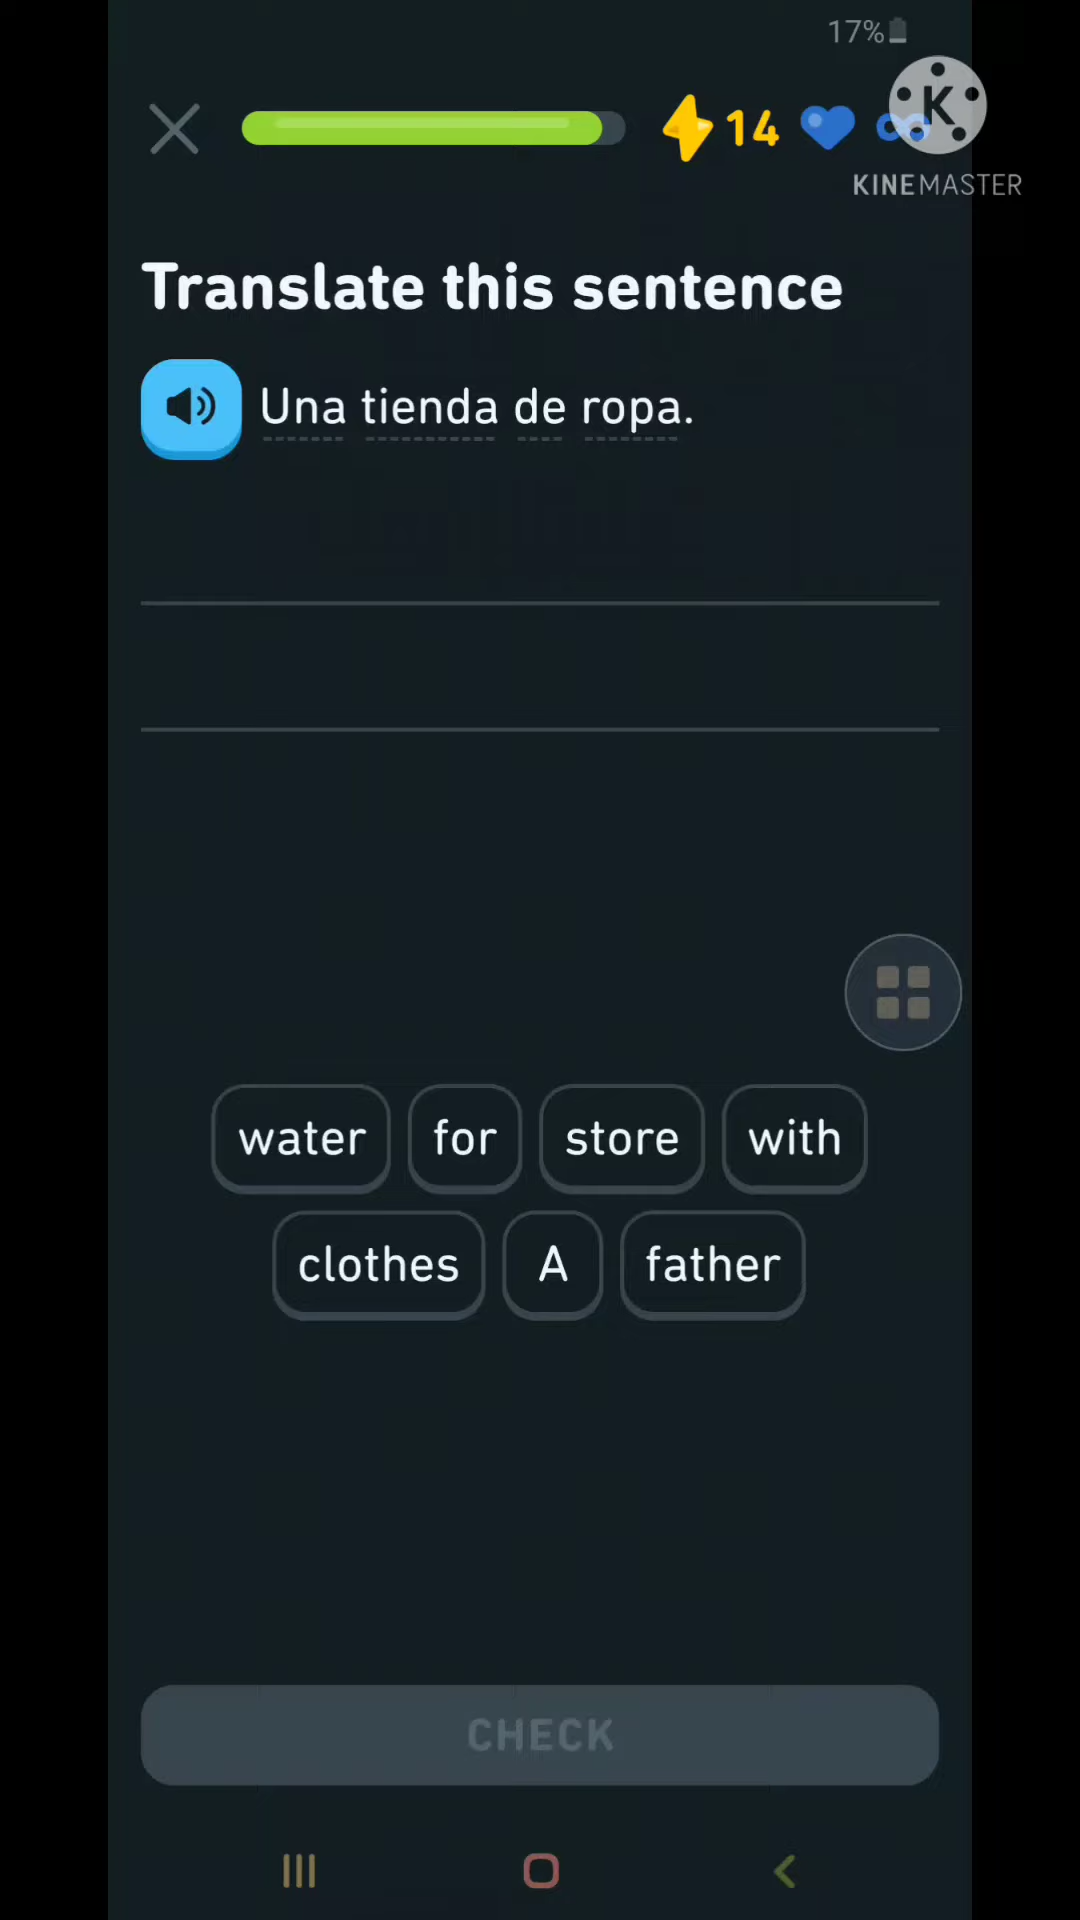 17%
14
KINEMASTER
Translate this sentence
Una tienda de ropa.
water for store with
clothes A father
CHECK